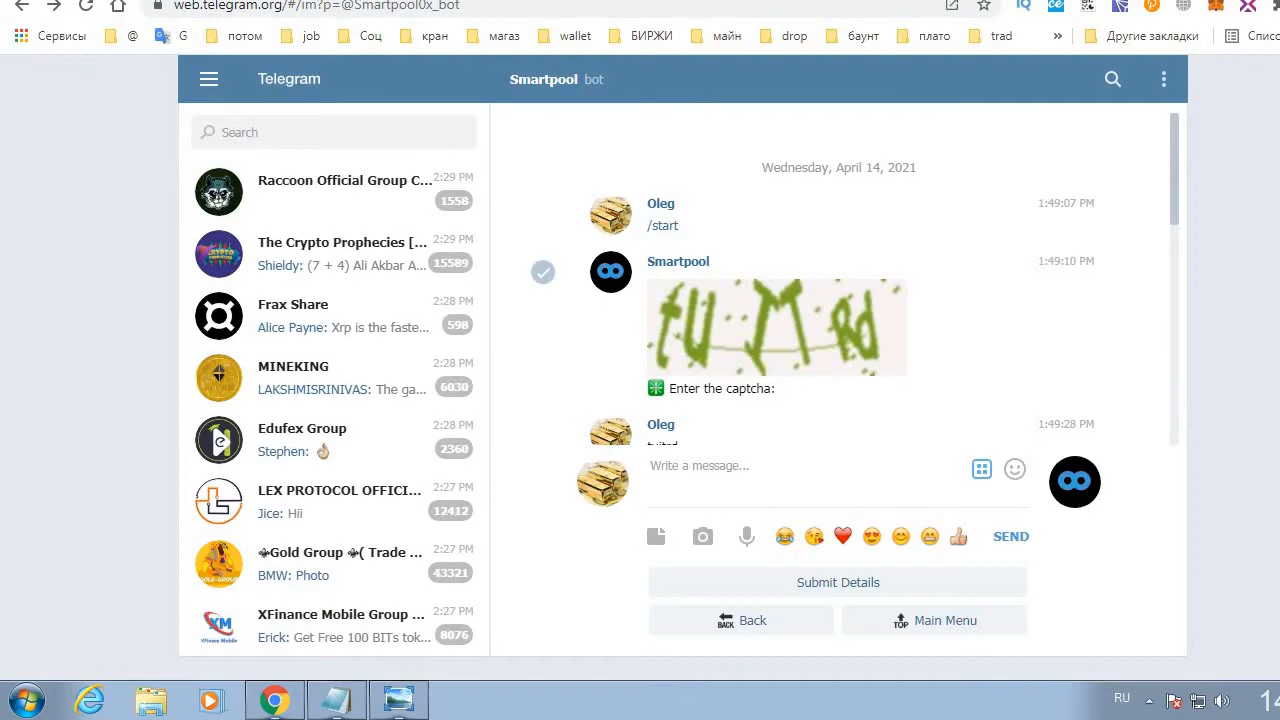 web.telegram.org/#/im?p=@Smartpool0x_bot
Сервисы @ G потом job Соц кран магаз wallet БИРЖИ майн drop баунт плато trad » Другие закладки Списо
Telegram
Smartpool bot
Search
Raccoon Official Group C... 2:29 PM
1558
The Crypto Prophecies [... 2:29 PM
Shieldy: (7 + 4) Ali Akbar A... 15589
Frax Share 2:28 PM
Alice Payne: Xrp is the faste... 598
MINEKING 2:28 PM
LAKSHMISRINIVAS: The ga... 6030
Edufex Group 2:28 PM
Stephen: 👌🏼 2360
LEX PROTOCOL OFFICI... 2:27 PM
Jice: Hii 12412
Gold Group ( Trade ... 2:27 PM
BMW: Photo 43321
XFinance Mobile Group ... 2:27 PM
Erick: Get Free 100 BITs tok... 8076
XM
XFinance Mobile
Wednesday, April 14, 2021
Oleg 1:49:07 PM
/start
Smartpool 1:49:10 PM
Enter the captcha:
Oleg 1:49:28 PM
Write a message...
SEND
Submit Details
BACK Back
TOP Main Menu
RU
14